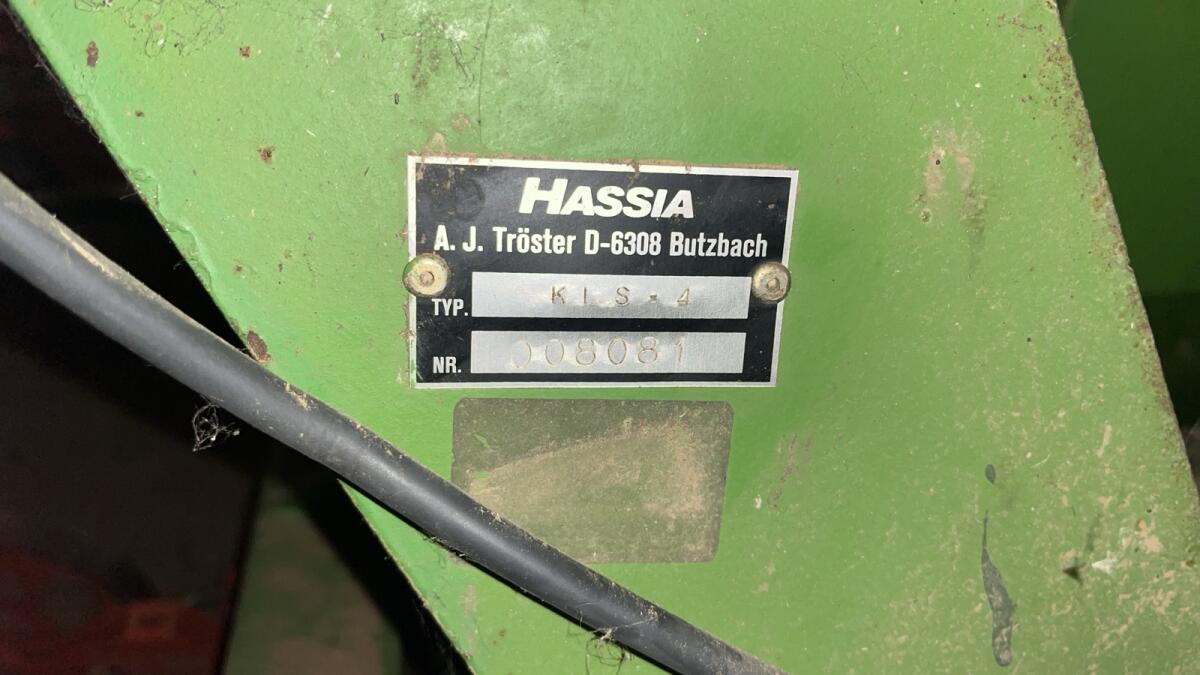 HASSIA
A. J. Tröster D-6308 Butzbach
TYP. KLS-4
NR. 008081